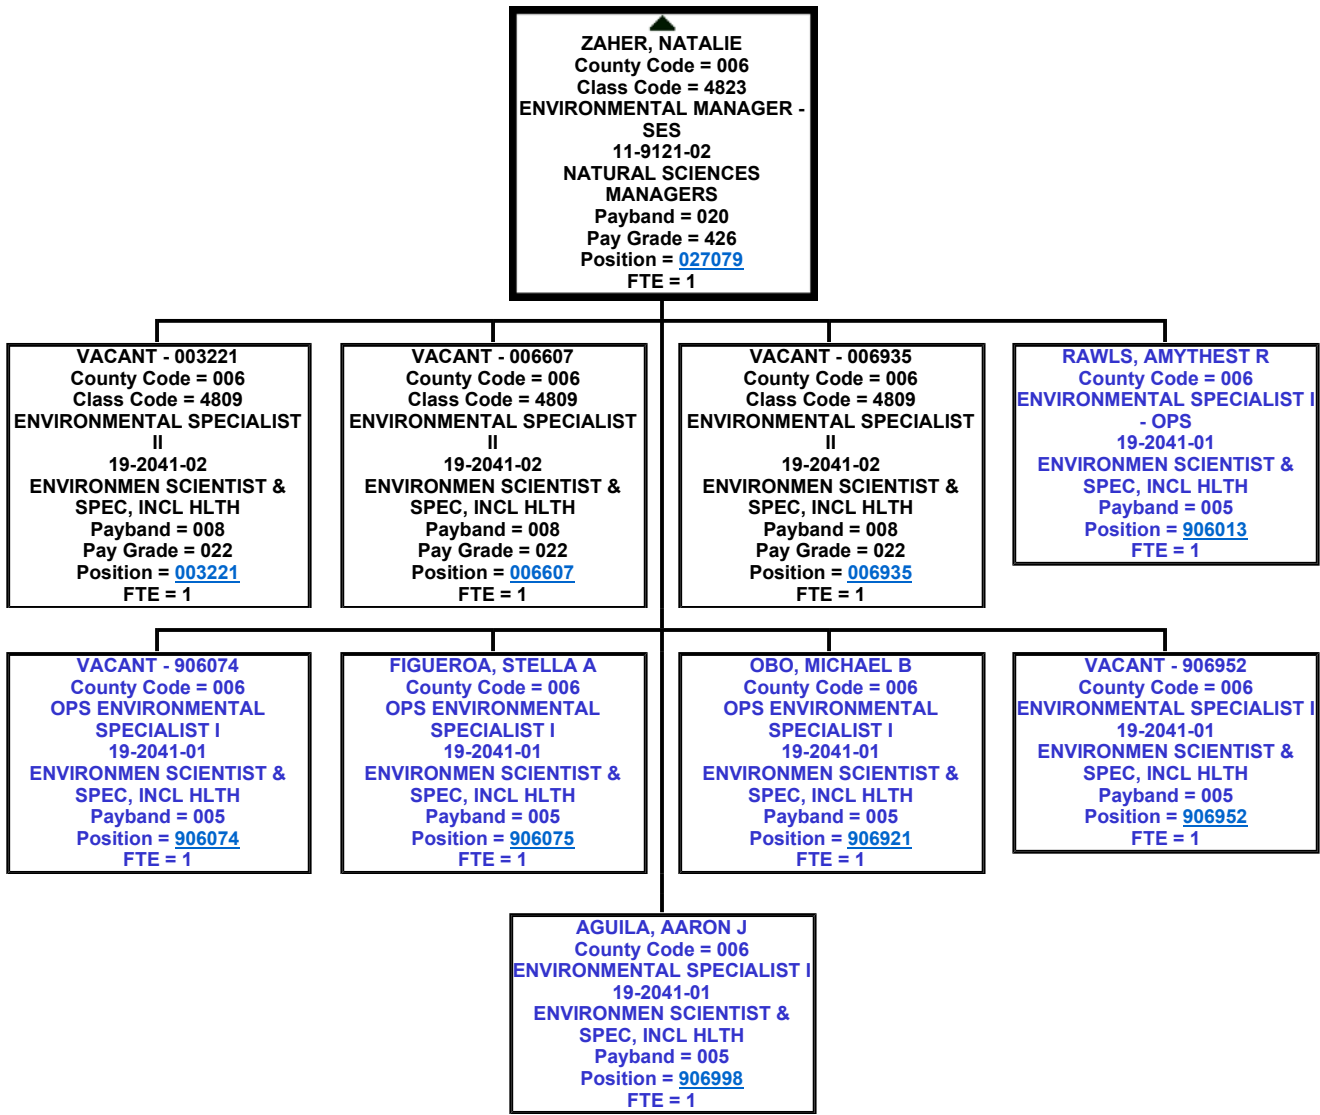 ZAHER, NATALIE
County Code = 006
Class Code = 4823
ENVIRONMENTAL MANAGER -
SES
11-9121-02
NATURAL SCIENCES
MANAGERS
Payband = 020
Pay Grade = 426
Position = 027079
FTE = 1
VACANT - 003221
County Code = 006
Class Code = 4809
ENVIRONMENTAL SPECIALIST
II
19-2041-02
ENVIRONMEN SCIENTIST &
SPEC, INCL HLTH
Payband = 008
Pay Grade = 022
Position = 003221
FTE = 1
VACANT - 006607
County Code = 006
Class Code = 4809
ENVIRONMENTAL SPECIALIST
II
19-2041-02
ENVIRONMEN SCIENTIST &
SPEC, INCL HLTH
Payband = 008
Pay Grade = 022
Position = 006607
FTE = 1
VACANT - 006935
County Code = 006
Class Code = 4809
ENVIRONMENTAL SPECIALIST
II
19-2041-02
ENVIRONMEN SCIENTIST &
SPEC, INCL HLTH
Payband = 008
Pay Grade = 022
Position = 006935
FTE = 1
RAWLS, AMYTHEST R
County Code = 006
ENVIRONMENTAL SPECIALIST I
- OPS
19-2041-01
ENVIRONMEN SCIENTIST &
SPEC, INCL HLTH
Payband = 005
Position = 906013
FTE = 1
VACANT - 906074
County Code = 006
OPS ENVIRONMENTAL
SPECIALIST I
19-2041-01
ENVIRONMEN SCIENTIST &
SPEC, INCL HLTH
Payband = 005
Position = 906074
FTE = 1
FIGUEROA, STELLA A
County Code = 006
OPS ENVIRONMENTAL
SPECIALIST I
19-2041-01
ENVIRONMEN SCIENTIST &
SPEC, INCL HLTH
Payband = 005
Position = 906075
FTE = 1
OBO, MICHAEL B
County Code = 006
OPS ENVIRONMENTAL
SPECIALIST I
19-2041-01
ENVIRONMEN SCIENTIST &
SPEC, INCL HLTH
Payband = 005
Position = 906921
FTE = 1
VACANT - 906952
County Code = 006
ENVIRONMENTAL SPECIALIST I
19-2041-01
ENVIRONMEN SCIENTIST &
SPEC, INCL HLTH
Payband = 005
Position = 906952
FTE = 1
AGUILA, AARON J
County Code = 006
ENVIRONMENTAL SPECIALIST I
19-2041-01
ENVIRONMEN SCIENTIST &
SPEC, INCL HLTH
Payband = 005
Position = 906998
FTE = 1